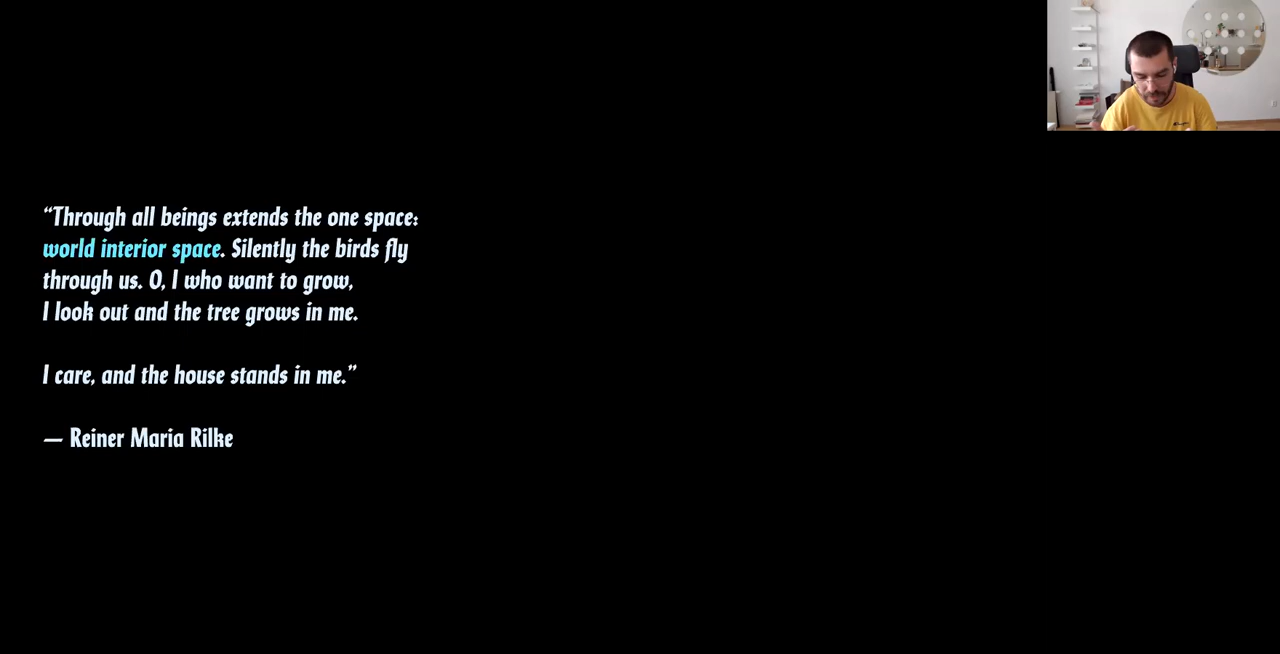 “Through all beings extends the one space:
world interior space. Silently the birds fly
through us. O, I who want to grow,
I look out and the tree grows in me.
I care, and the house stands in me.”
— Reiner Maria Rilke